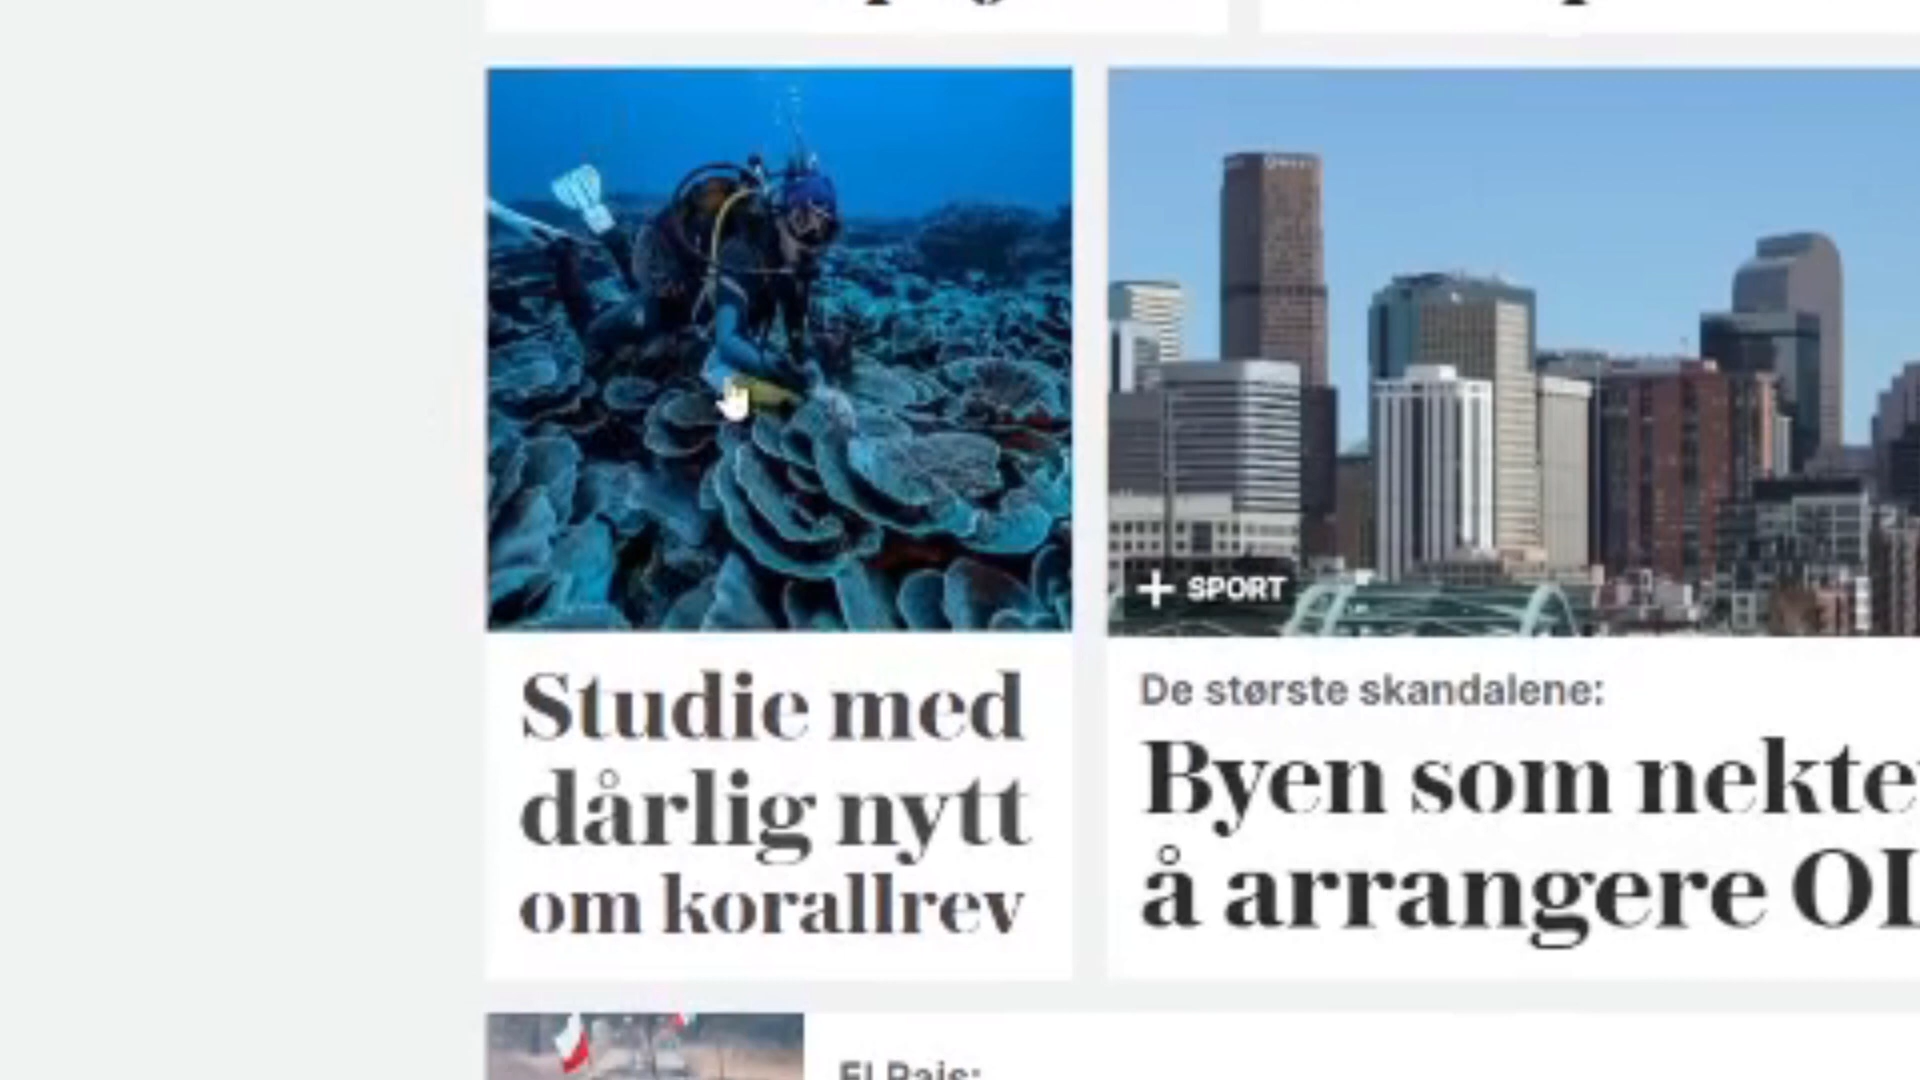 SPORT
Studie med
dårlig nytt
om korallrev
De største skandalene:
Byen som nekte
å arrangere OL
El Pais: